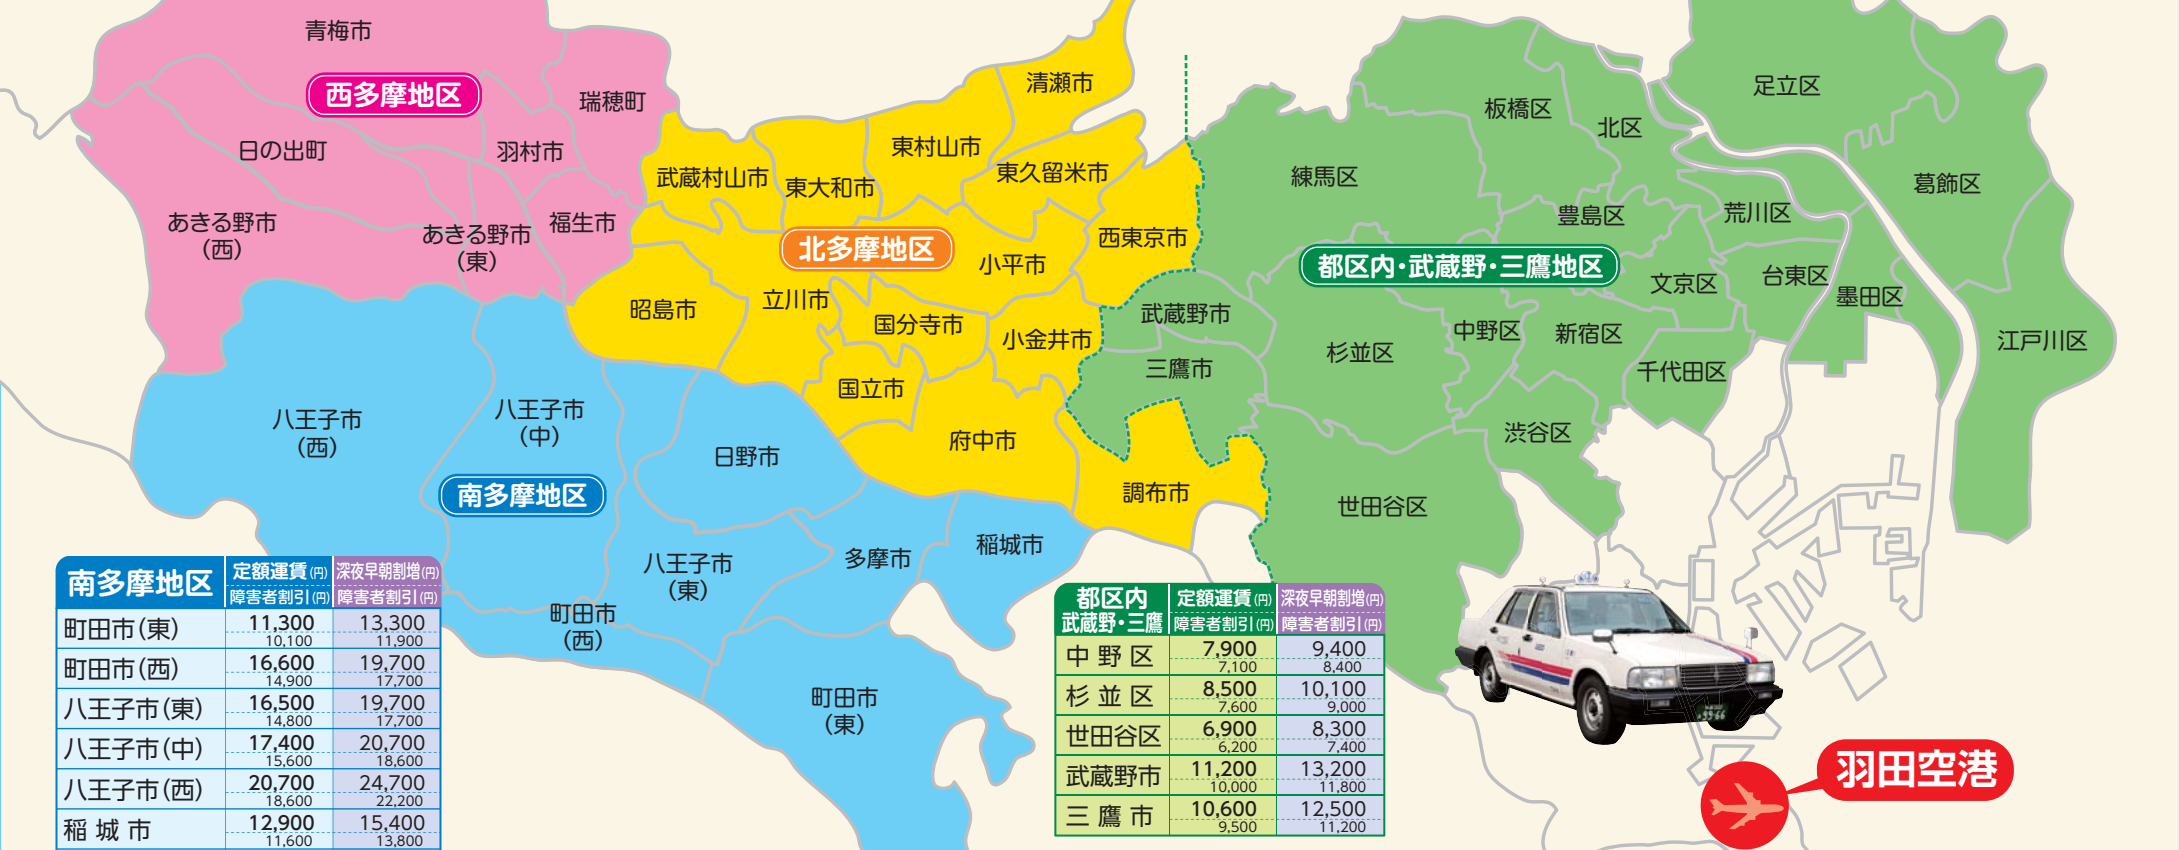 青梅市
西多摩地区
瑞穂町
日の出町
羽村市
あきる野市
(西)
あきる野市
(東)
福生市
清瀬市
東村山市
武蔵村山市
東大和市
東久留米市
西東京市
北多摩地区
小平市
昭島市
立川市
国分寺市
小金井市
国立市
府中市
調布市
足立区
板橋区
北区
練馬区
葛飾区
豊島区
荒川区
都区内・武蔵野・三鷹地区
文京区
台東区
墨田区
武蔵野市
三鷹市
杉並区
中野区
新宿区
千代田区
江戸川区
渋谷区
世田谷区
八王子市
(西)
八王子市
(中)
日野市
南多摩地区
八王子市
(東)
多摩市
稲城市
町田市
(西)
町田市
(東)
南多摩地区 定額運賃(円) 深夜早朝割増(円)
障害者割引(円) 障害者割引(円)
町田市(東) 11,300 13,300
10,100 11,900
町田市(西) 16,600 19,700
14,900 17,700
八王子市(東) 16,500 19,700
14,800 17,700
八王子市(中) 17,400 20,700
15,600 18,600
八王子市(西) 20,700 24,700
18,600 22,200
稲城市 12,900 15,400
11,600 13,800
都区内 定額運賃(円) 深夜早朝割増(円)
武蔵野・三鷹 障害者割引(円) 障害者割引(円)
中野区 7,900 9,400
7,100 8,400
杉並区 8,500 10,100
7,600 9,000
世田谷区 6,900 8,300
6,200 7,400
武蔵野市 11,200 13,200
10,000 11,800
三鷹市 10,600 12,500
9,500 11,200
羽田空港